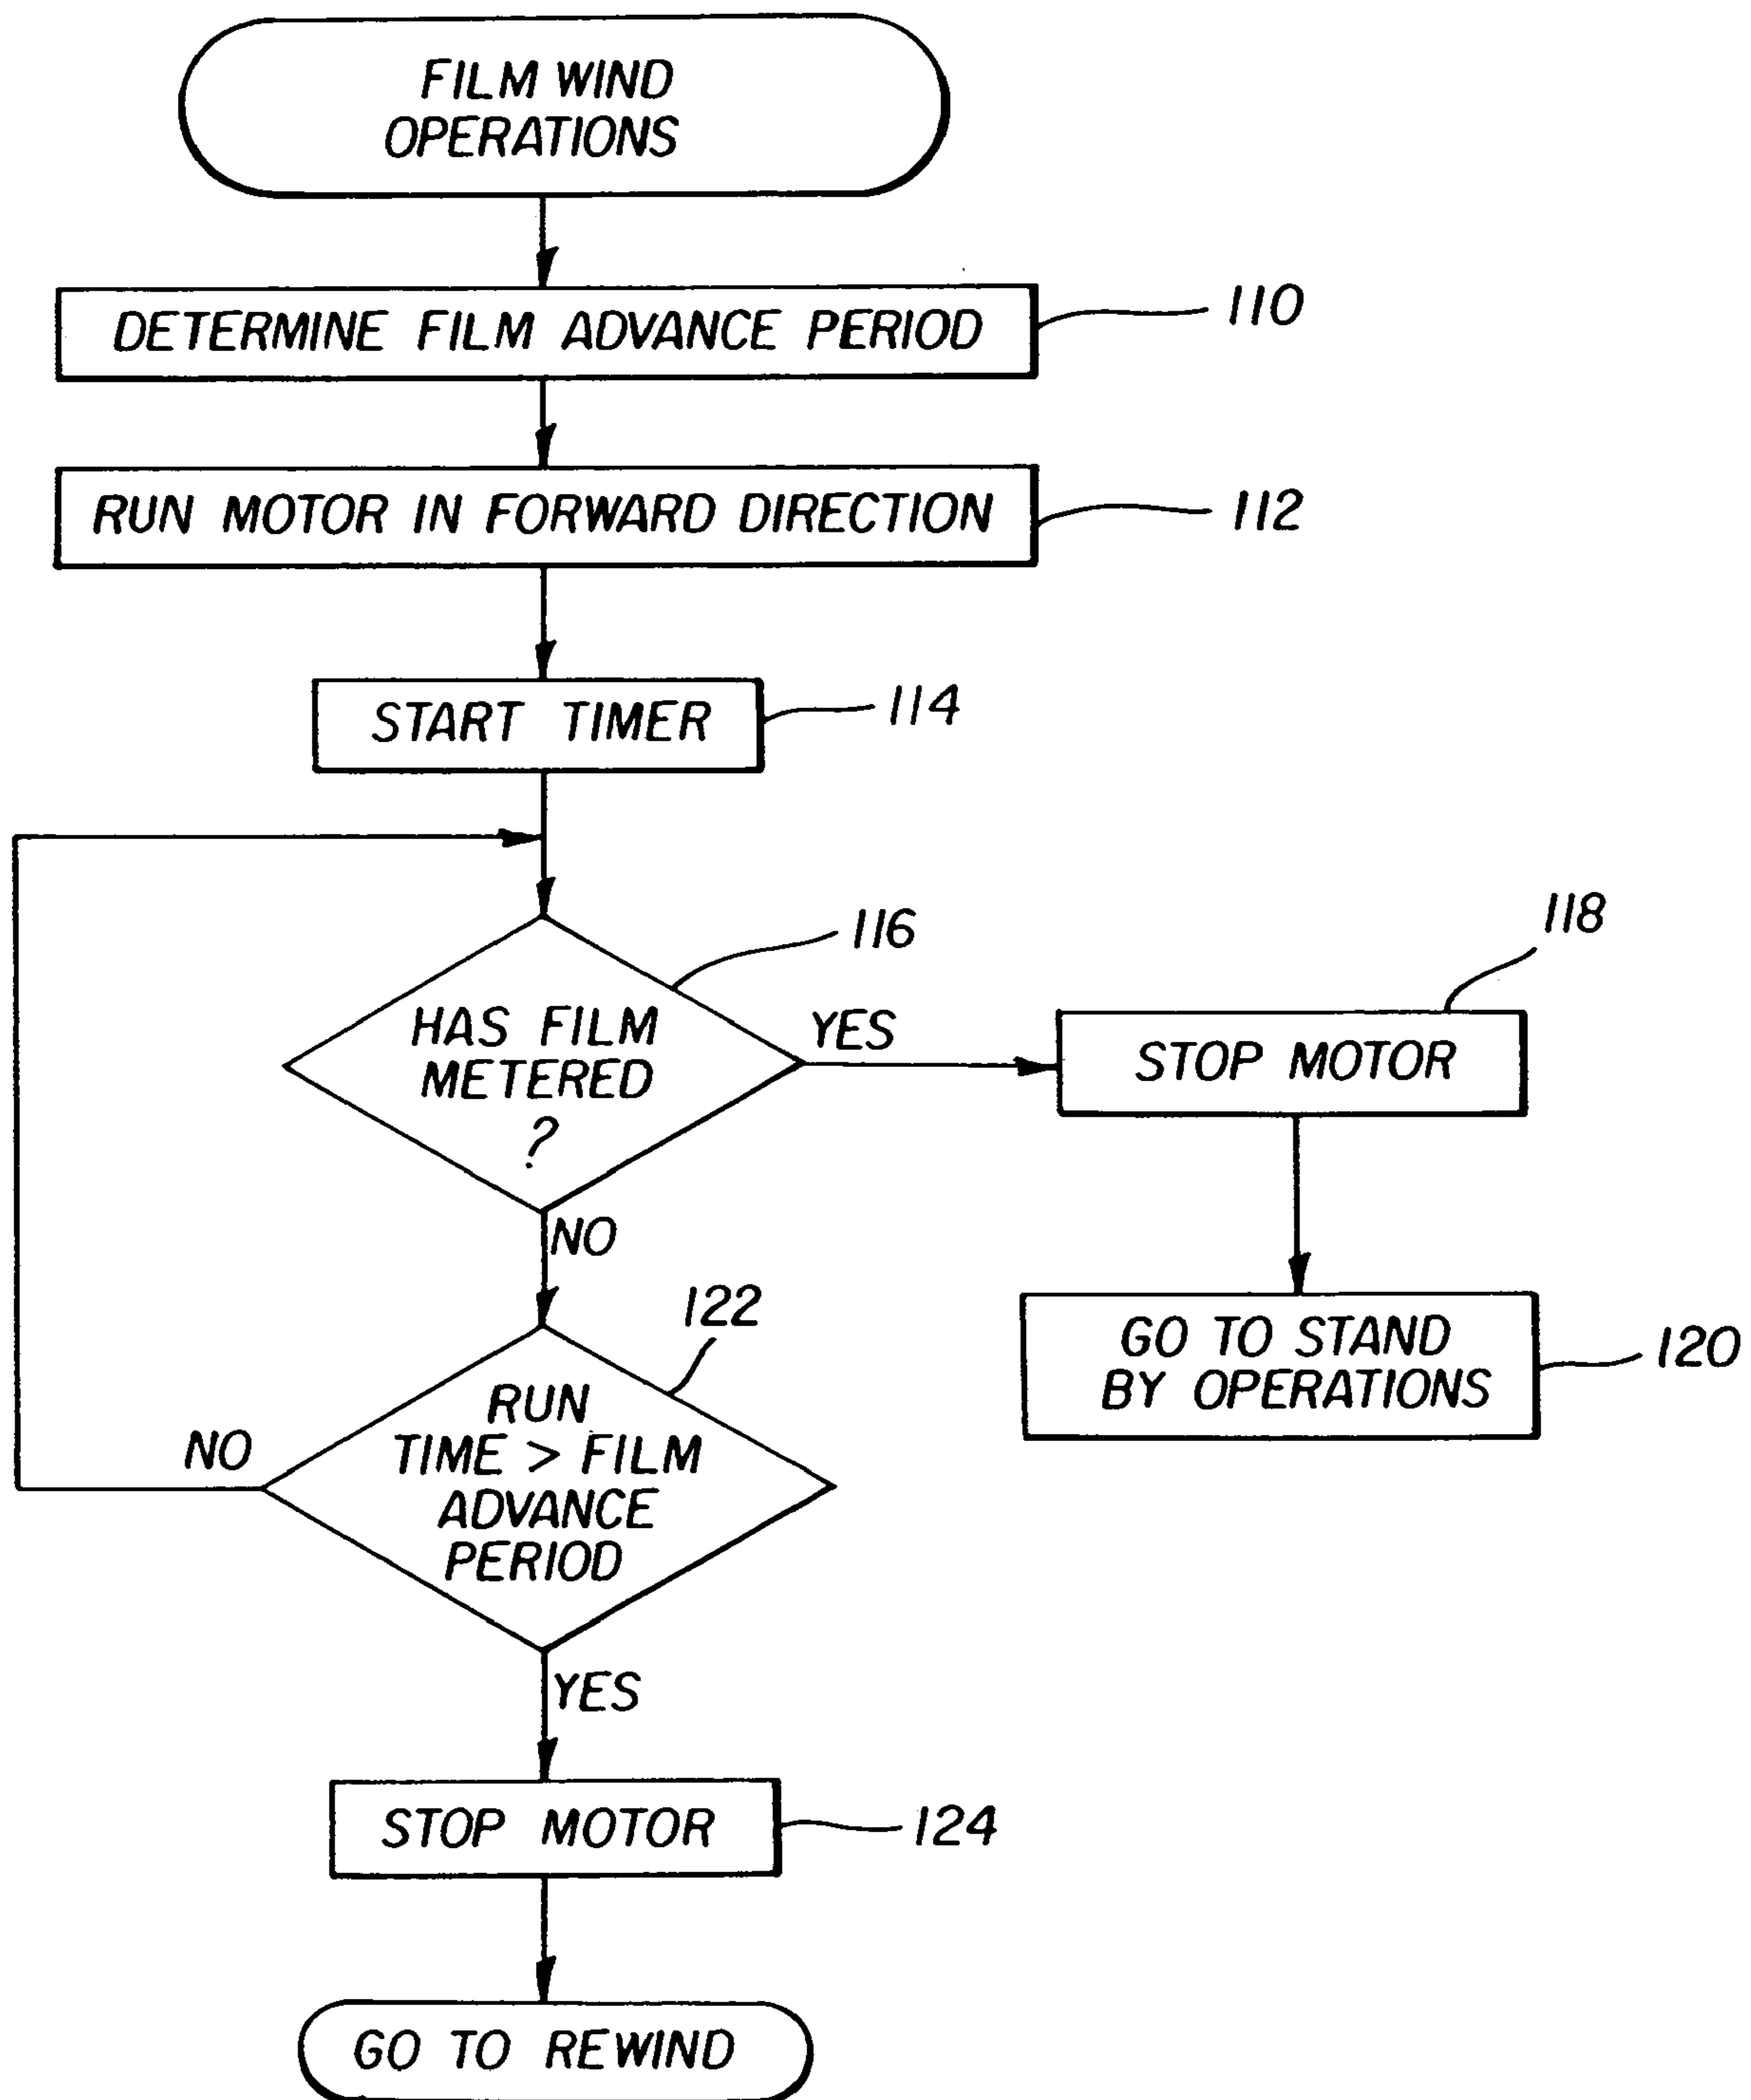 FILM WIND
OPERATIONS
DETERMINE FILM ADVANCE PERIOD
110
RUN MOTOR IN FORWARD DIRECTION
112
START TIMER
114
116
118
HAS FILM
METERED
?
YES
STOP MOTOR
NO
122
GO TO STAND
BY OPERATIONS
120
RUN
TIME > FILM
ADVANCE
PERIOD
NO
YES
STOP MOTOR
124
GO TO REWIND